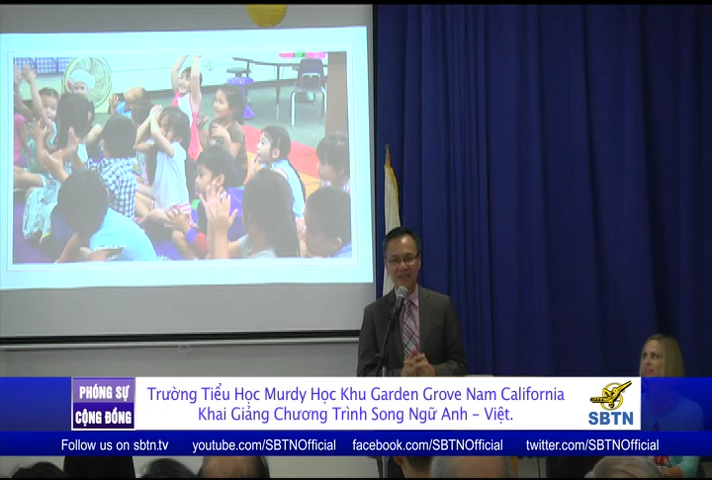 PHÓNG SỰ
CỘNG ĐỒNG
Trường Tiểu Học Murdy Học Khu Garden Grove Nam California
Khai Giảng Chương Trình Song Ngữ Anh – Việt.
SBTN
Follow us on sbtn.tv youtube.com/SBTNOfficial facebook.com/SBTNOfficial twitter.com/SBTNOfficial